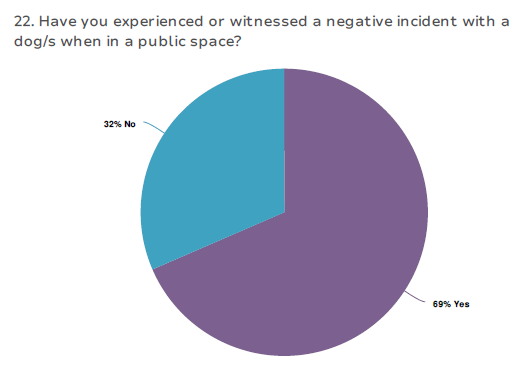 22. Have you experienced or witnessed a negative incident with a
dog/s when in a public space?
32% No
69% Yes